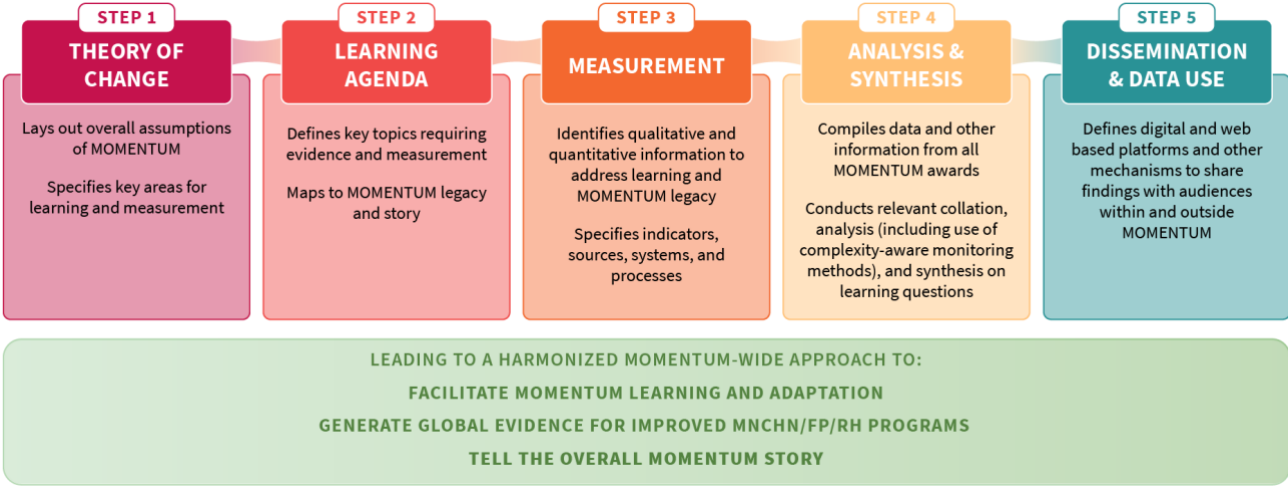 STEP 1
THEORY OF
CHANGE
Lays out overall assumptions
of MOMENTUM
Specifies key areas for
learning and measurement
STEP 2
LEARNING
AGENDA
Defines key topics requiring
evidence and measurement
Maps to MOMENTUM legacy
and story
STEP 3
MEASUREMENT
Identifies qualitative and
quantitative information to
address learning and
MOMENTUM legacy
Specifies indicators,
sources, systems, and
processes
STEP 4
ANALYSIS &
SYNTHESIS
Compiles data and other
information from all
MOMENTUM awards
Conducts relevant collation,
analysis (including use of
complexity-aware monitoring
methods), and synthesis on
learning questions
STEP 5
DISSEMINATION
& DATA USE
Defines digital and web
based platforms and other
mechanisms to share
findings with audiences
within and outside
MOMENTUM
LEADING TO A HARMONIZED MOMENTUM-WIDE APPROACH TO:
FACILITATE MOMENTUM LEARNING AND ADAPTATION
GENERATE GLOBAL EVIDENCE FOR IMPROVED MNCHN/FP/RH PROGRAMS
TELL THE OVERALL MOMENTUM STORY